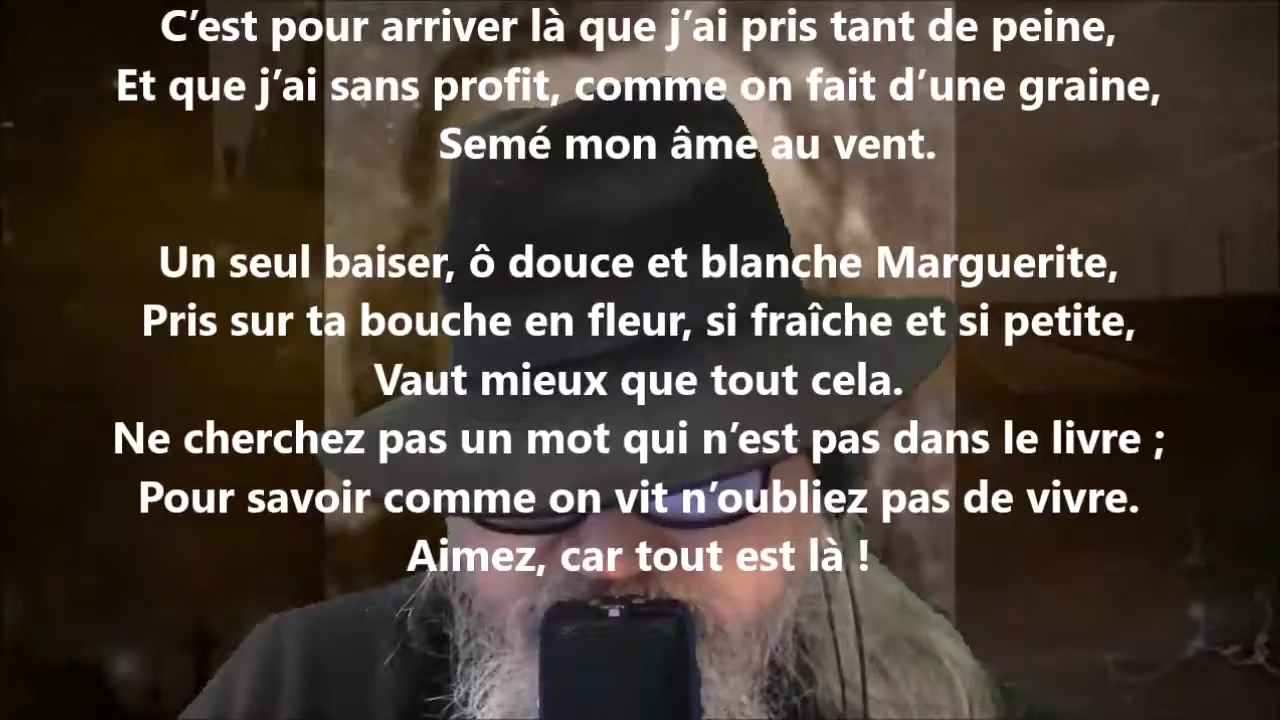 C’est pour arriver là que j’ai pris tant de peine,
Et que j’ai sans profit, comme on fait d’une graine,
Semé mon âme au vent.
Un seul baiser, ô douce et blanche Marguerite,
Pris sur ta bouche en fleur, si fraîche et si petite,
Vaut mieux que tout cela.
Ne cherchez pas un mot qui n’est pas dans le livre ;
Pour savoir comme on vit n’oubliez pas de vivre.
Aimez, car tout est là !